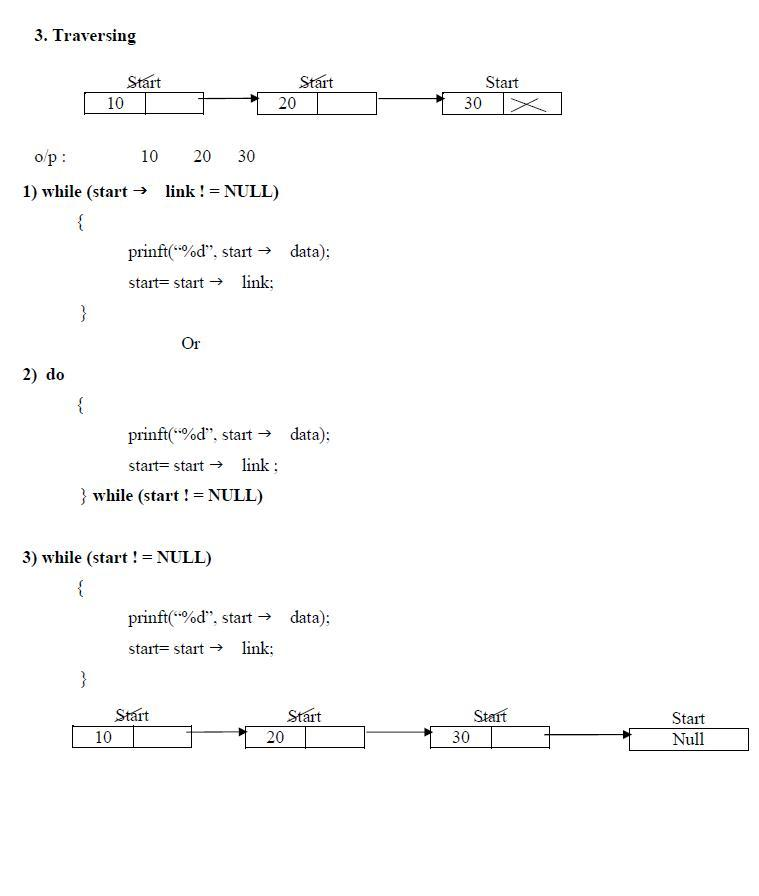 3. Traversing
Start Start Start
10 20 30
o/p : 10 20 30
1) while (start → link ! = NULL)
{
prinft(“%d”, start → data);
start= start → link;
}
Or
2) do
{
prinft(“%d”, start → data);
start= start → link ;
} while (start ! = NULL)
3) while (start ! = NULL)
{
prinft(“%d”, start → data);
start= start → link;
}
Start Start Start Start
10 20 30 Null